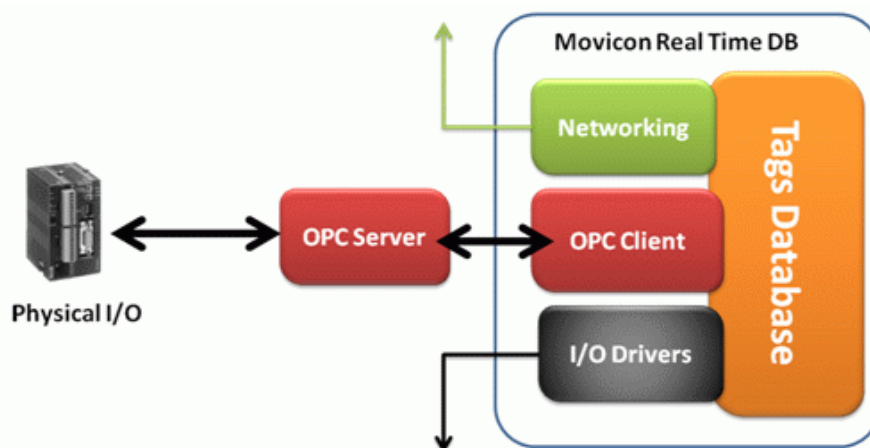 Movicon Real Time DB
Networking
Tags Database
OPC Server
OPC Client
Physical I/O
I/O Drivers